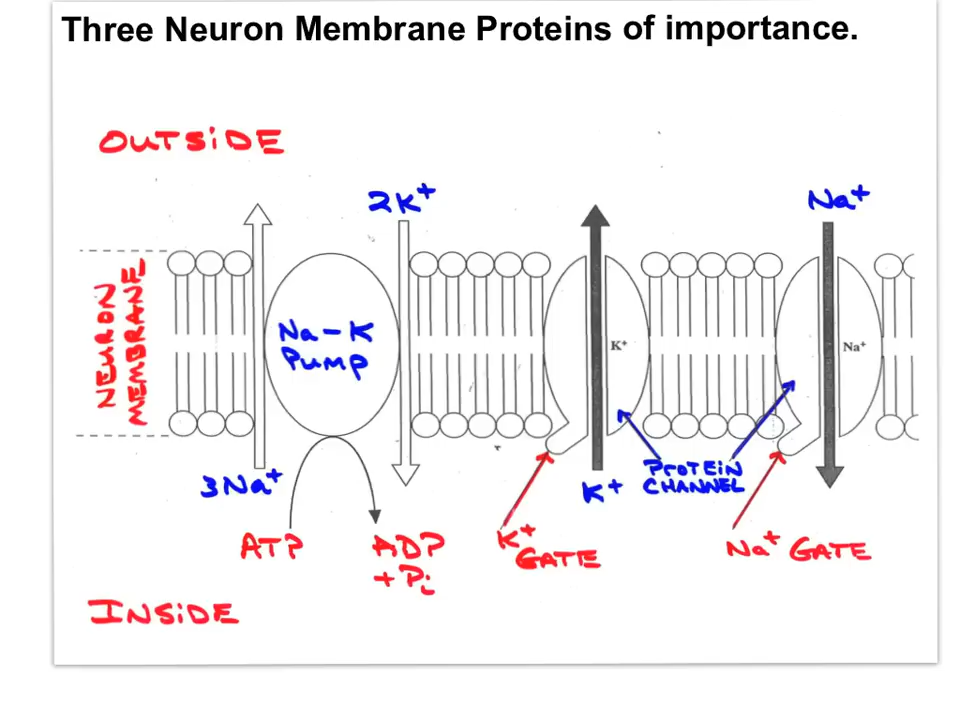 Three Neuron Membrane Proteins of importance.
OUTSIDE
2K+
Na+
NEURON
MEMBRANE
Na-K
Pump
K+
Na+
3Na+
K+
PROTEIN
CHANNEL
ATP
ADP
+ Pi
K+
GATE
Na+ GATE
INSIDE